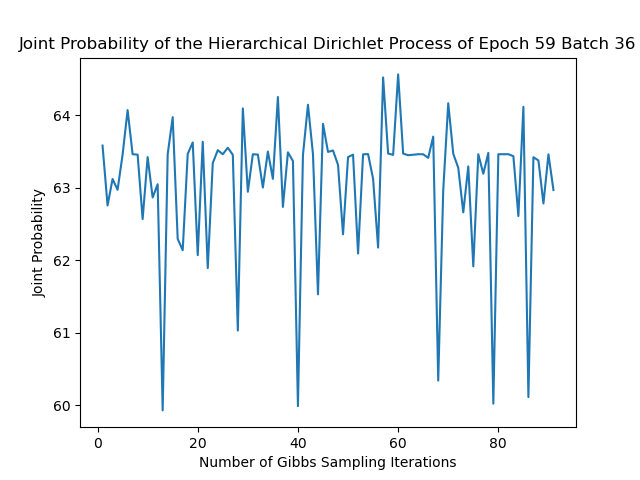 Joint Probability of the Hierarchical Dirichlet Process of Epoch 59 Batch 36
64
63
62
61
60
Joint Probability
0 20 40 60 80
Number of Gibbs Sampling Iterations